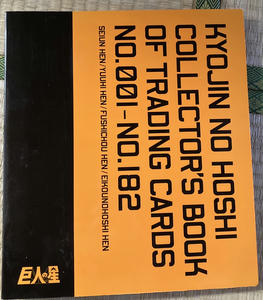 KYOJIN NO HOSHI
COLLECTOR'S BOOK
OF TRADING CARDS
NO.001-NO.182
SEIUN HEN/YUUHI HEN/FUSHICHOU HEN/EIKOUNOHOSHI HEN
巨人の星